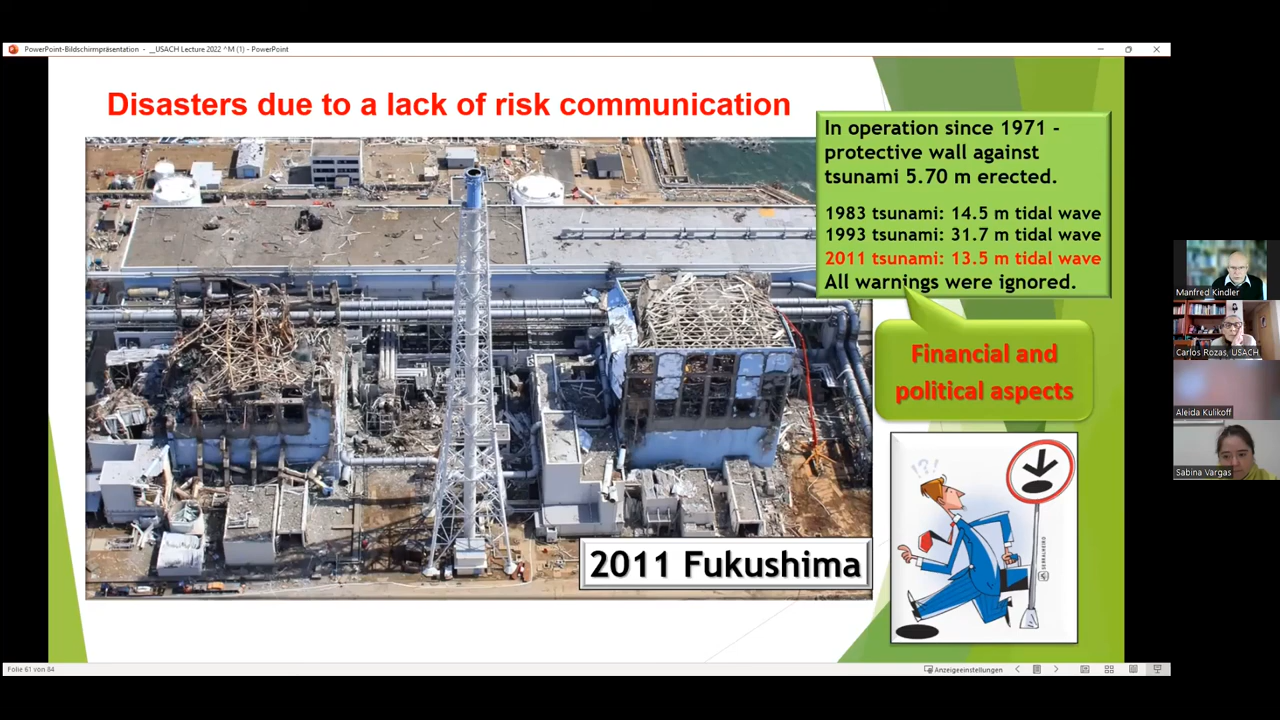 PowerPoint-Bildschirmpräsentation - __USACH Lecture 2022 ^M (1) - PowerPoint
Disasters due to a lack of risk communication
In operation since 1971 -
protective wall against
tsunami 5.70 m erected.
1983 tsunami: 14.5 m tidal wave
1993 tsunami: 31.7 m tidal wave
2011 tsunami: 13.5 m tidal wave
All warnings were ignored.
Financial and
political aspects
!?!
2011 Fukushima
Manfred Kindler
Carlos Rozas, USACH
Aleida Kulikoff
Sabina Vargas
Folie 61 von 84
Anzeigeeinstellungen